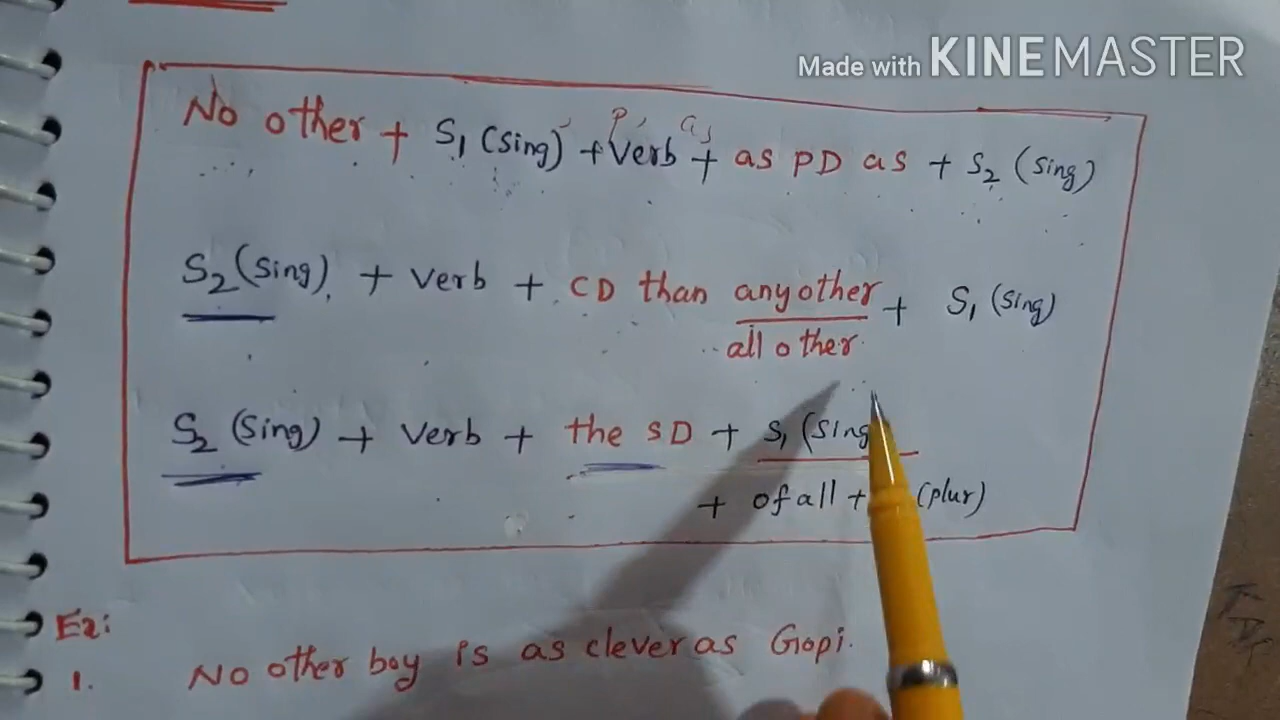 Made with KINEMASTER
No other + S₁ (sing) + verb + as PD as + S₂ (sing)
S₂ (sing) + verb + CD than any other + S₁ (sing)
all other
S₂ (sing) + verb + the SD + S₁ (sing
+ of all + (plur)
Ex:
1. No other boy is as clever as Gopi.